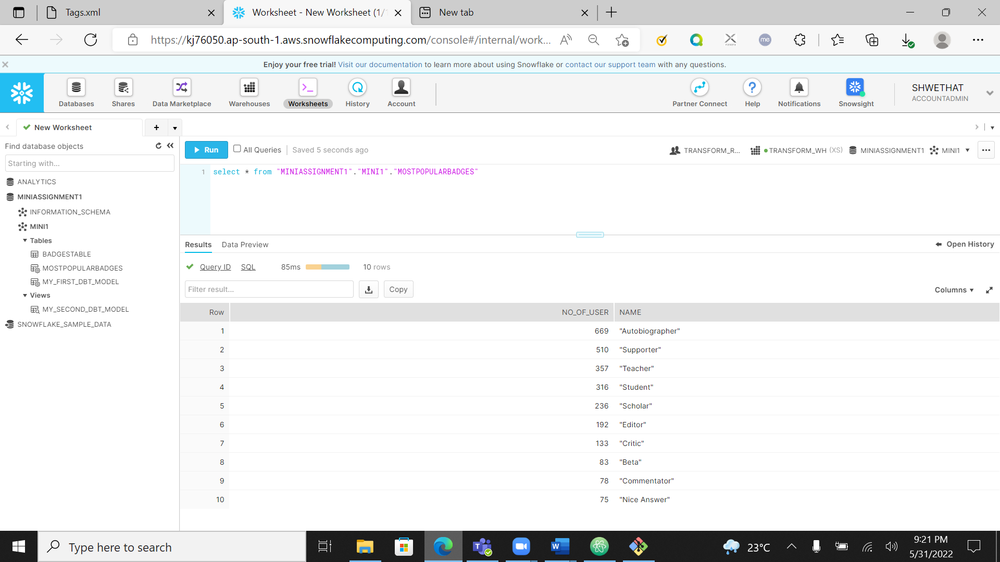 Tags.xml
Worksheet - New Worksheet (1/
New tab
https://kj76050.ap-south-1.aws.snowflakecomputing.com/console#/internal/work...
me
Enjoy your free trial! Visit our documentation to learn more about using Snowflake or contact our support team with any questions.
Databases
Shares
Data Marketplace
Warehouses
Worksheets
History
Account
Partner Connect
Help
Notifications
Snowsight
SHWETHAT
ACCOUNTADMIN
New Worksheet
Find database objects
Starting with...
ANALYTICS
MINIASSIGNMENT1
INFORMATION_SCHEMA
MINI1
Tables
BADGESTABLE
MOSTPOPULARBADGES
MY_FIRST_DBT_MODEL
Views
MY_SECOND_DBT_MODEL
SNOWFLAKE_SAMPLE_DATA
Run All Queries Saved 5 seconds ago
TRANSFORM_R... TRANSFORM_WH (XS) MINIASSIGNMENT1 MINI1
1 select * from "MINIASSIGNMENT1"."MINI1"."MOSTPOPULARBADGES"
Results Data Preview
Open History
Query ID SQL 85ms 10 rows
Filter result...
Copy
Columns
Row NO_OF_USER NAME
1 669 "Autobiographer"
2 510 "Supporter"
3 357 "Teacher"
4 316 "Student"
5 236 "Scholar"
6 192 "Editor"
7 133 "Critic"
8 83 "Beta"
9 78 "Commentator"
10 75 "Nice Answer"
Type here to search
23°C
9:21 PM
5/31/2022